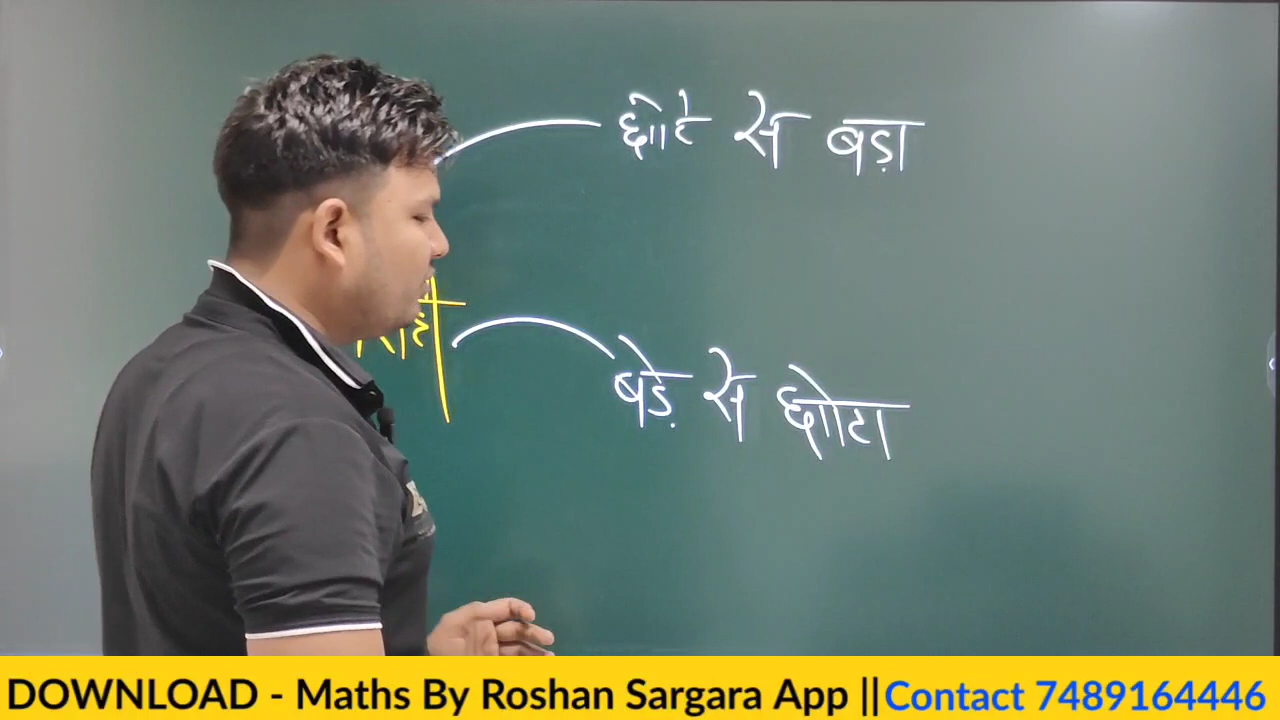 छोटे से बड़ा
बड़े से छोटा
DOWNLOAD - Maths By Roshan Sargara App || Contact 7489164446